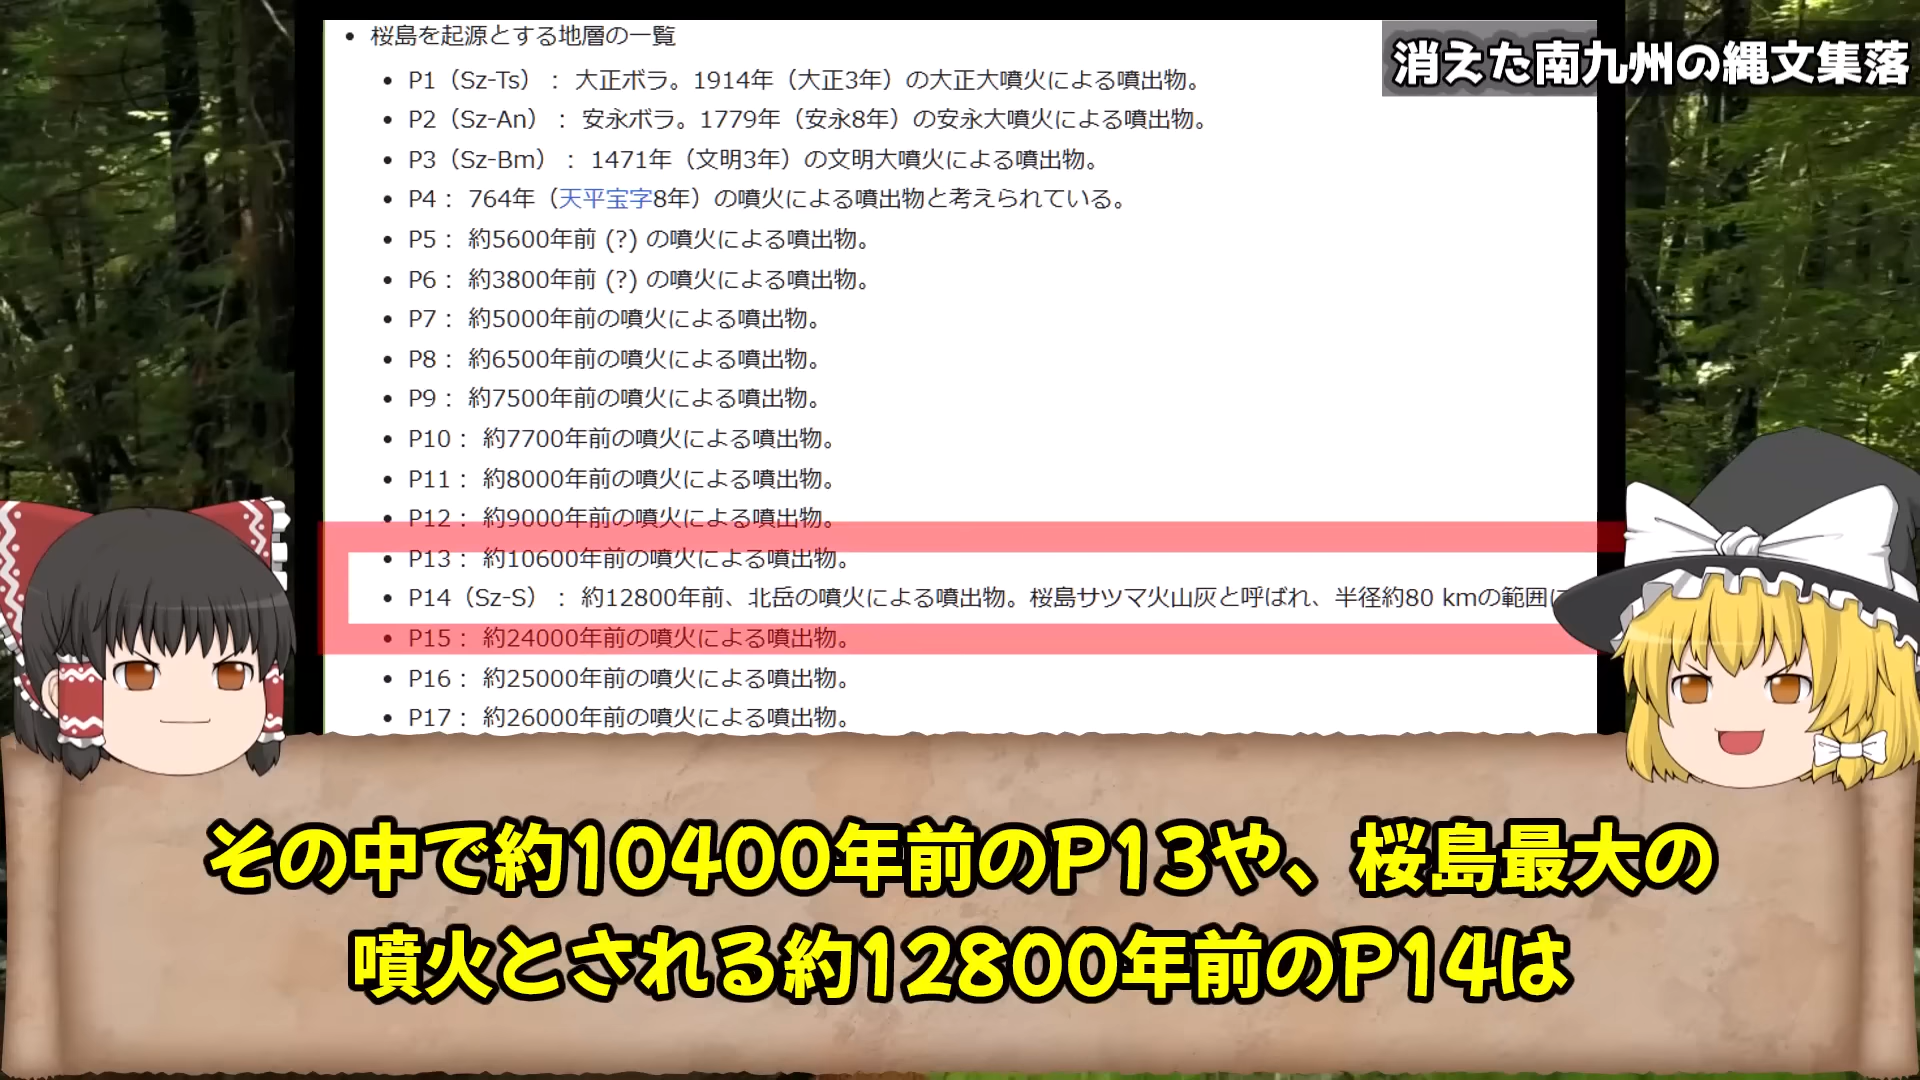 消えた南九州の縄文集落
• 桜島を起源とする地層の一覧
• P1（Sz-Ts）： 大正ボラ。1914年（大正3年）の大正大噴火による噴出物。
• P2（Sz-An）： 安永ボラ。1779年（安永8年）の安永大噴火による噴出物。
• P3（Sz-Bm）： 1471年（文明3年）の文明大噴火による噴出物。
• P4： 764年（天平宝字8年）の噴火による噴出物と考えられている。
• P5： 約5600年前 (?) の噴火による噴出物。
• P6： 約3800年前 (?) の噴火による噴出物。
• P7： 約5000年前の噴火による噴出物。
• P8： 約6500年前の噴火による噴出物。
• P9： 約7500年前の噴火による噴出物。
• P10： 約7700年前の噴火による噴出物。
• P11： 約8000年前の噴火による噴出物。
• P12： 約9000年前の噴火による噴出物。
• P13： 約10600年前の噴火による噴出物。
• P14（Sz-S）： 約12800年前、北岳の噴火による噴出物。桜島サツマ火山灰と呼ばれ、半径約80 kmの範囲に
• P15： 約24000年前の噴火による噴出物。
• P16： 約25000年前の噴火による噴出物。
• P17： 約26000年前の噴火による噴出物。
その中で約10400年前のP13や、桜島最大の
噴火とされる約12800年前のP14は